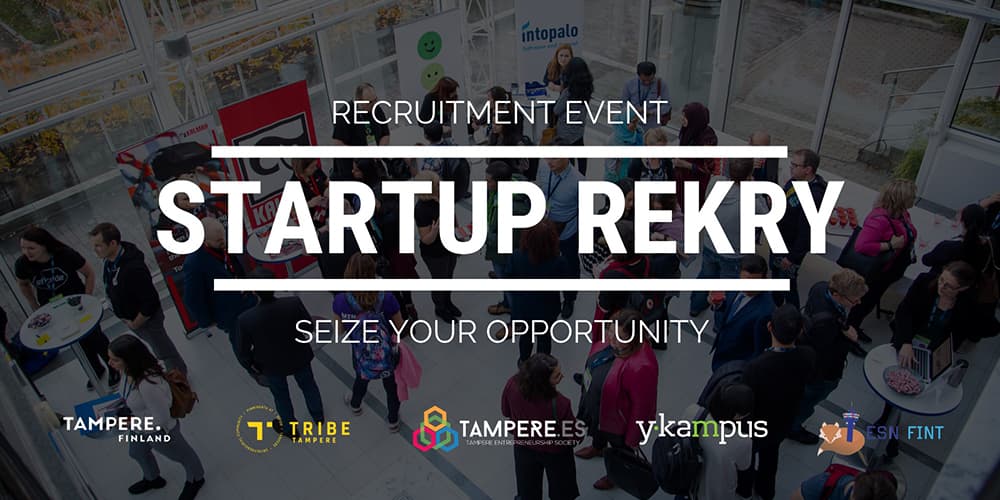 intopalo
RECRUITMENT EVENT
STARTUP REKRY
SEIZE YOUR OPPORTUNITY
TAMPERE.
FINLAND
TRIBE
TAMPERE
TAMPERE.ES
TAMPERE ENTREPRENEURSHIP SOCIETY
y·kampus
ESN FINT